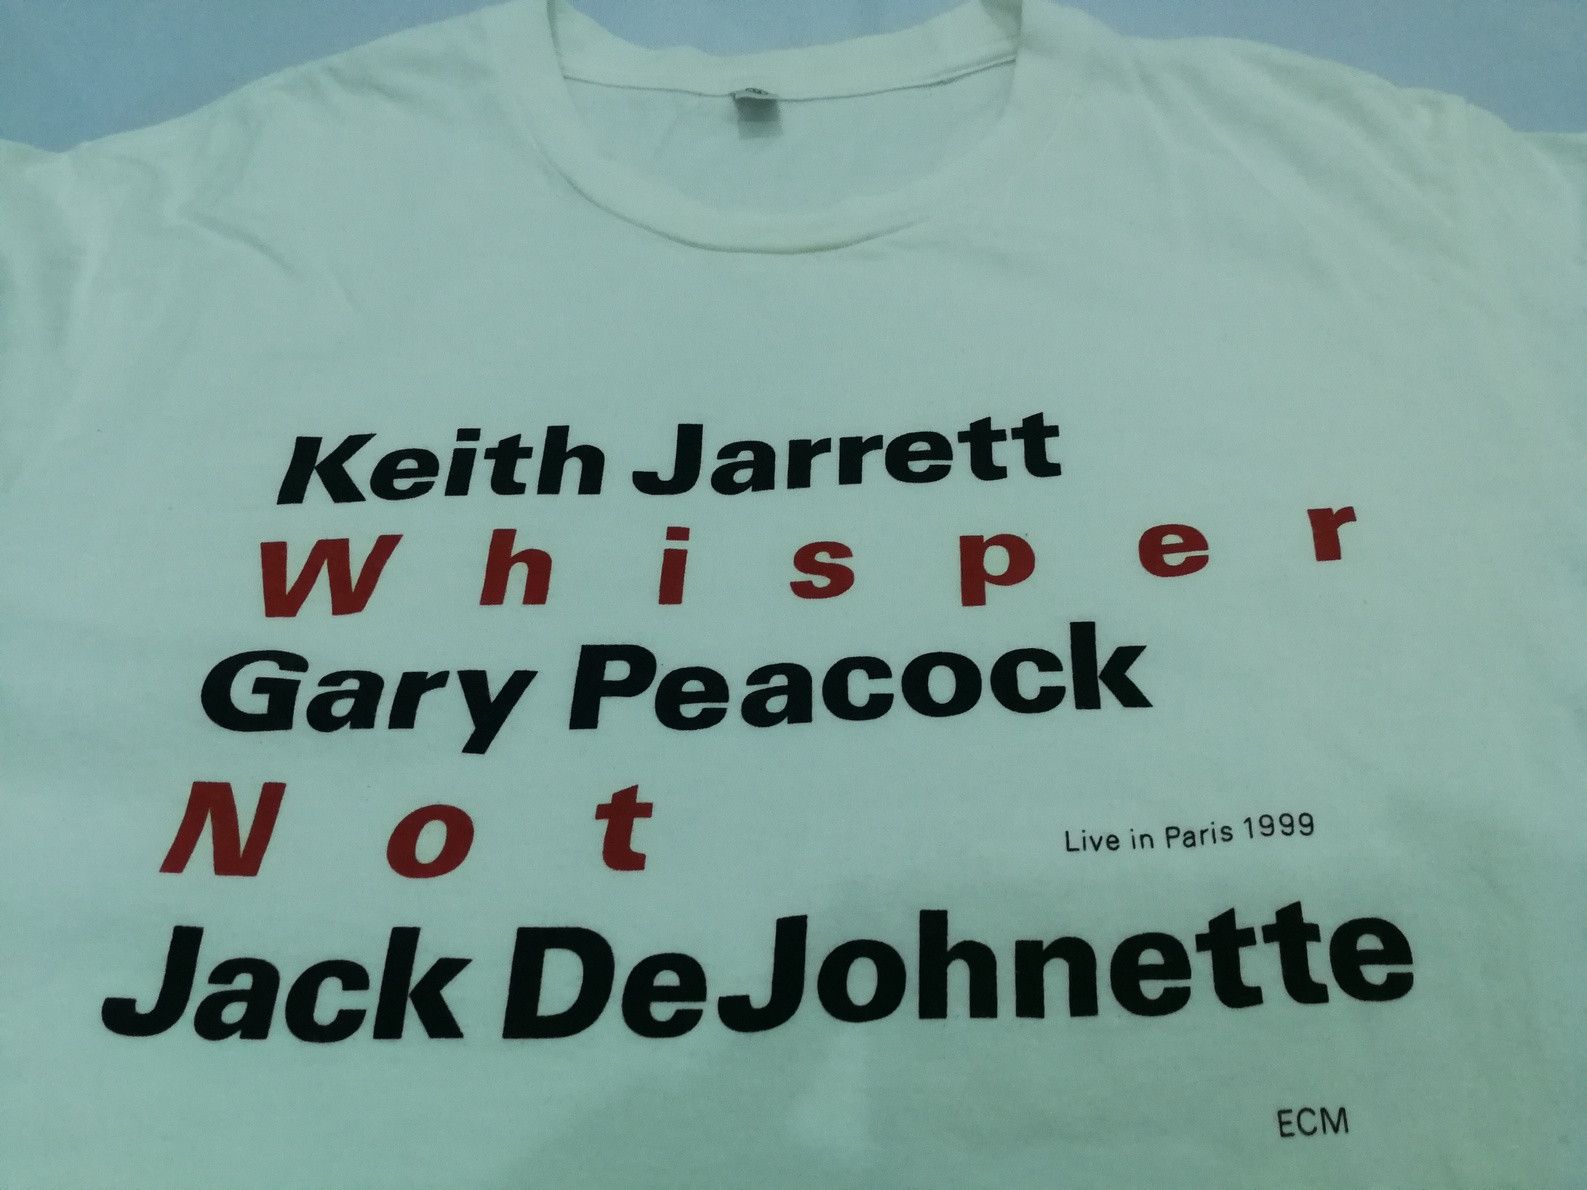 Keith Jarrett
Whisper
Gary Peacock
Not
Live in Paris 1999
Jack DeJohnette
ECM